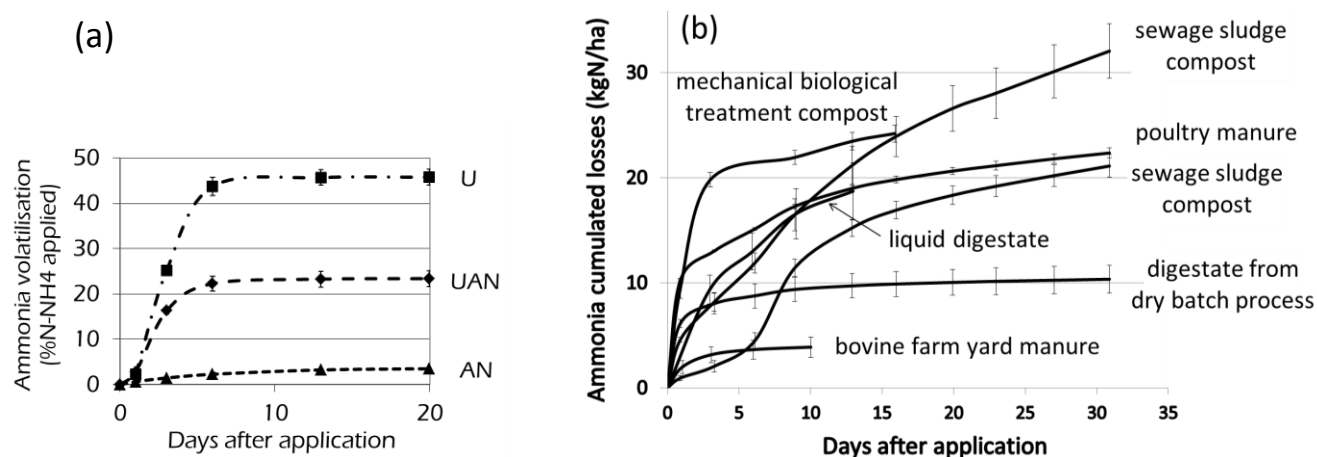 (a)
Ammonia volatilisation
(%N-NH4 applied)
50
40
30
20
10
0
0
10
20
Days after application
U
UAN
AN
(b)
Ammonia cumulated losses (kgN/ha)
30
20
10
0
0
5
10
15
20
25
30
35
Days after application
mechanical biological
treatment compost
sewage sludge
compost
poultry manure
sewage sludge
compost
liquid digestate
digestate from
dry batch process
bovine farm yard manure